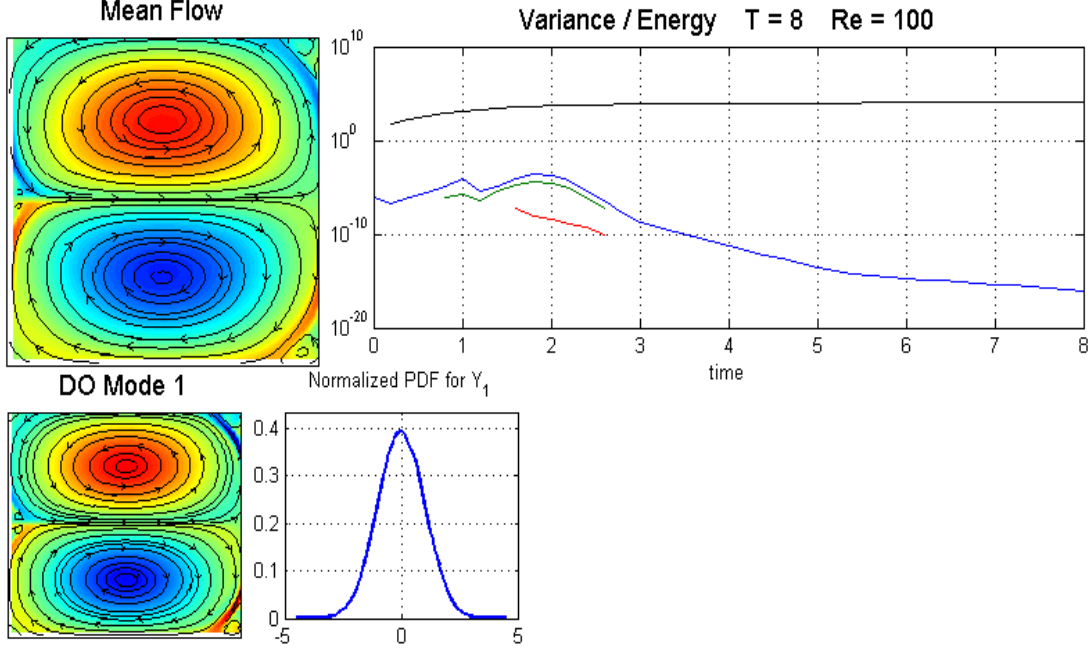 Mean Flow
Variance / Energy T = 8 Re = 100
10^10
10^0
10^-10
10^-20
0 1 2 3 4 5 6 7 8
time
DO Mode 1
Normalized PDF for Y_1
0.4
0.3
0.2
0.1
0
-5 0 5